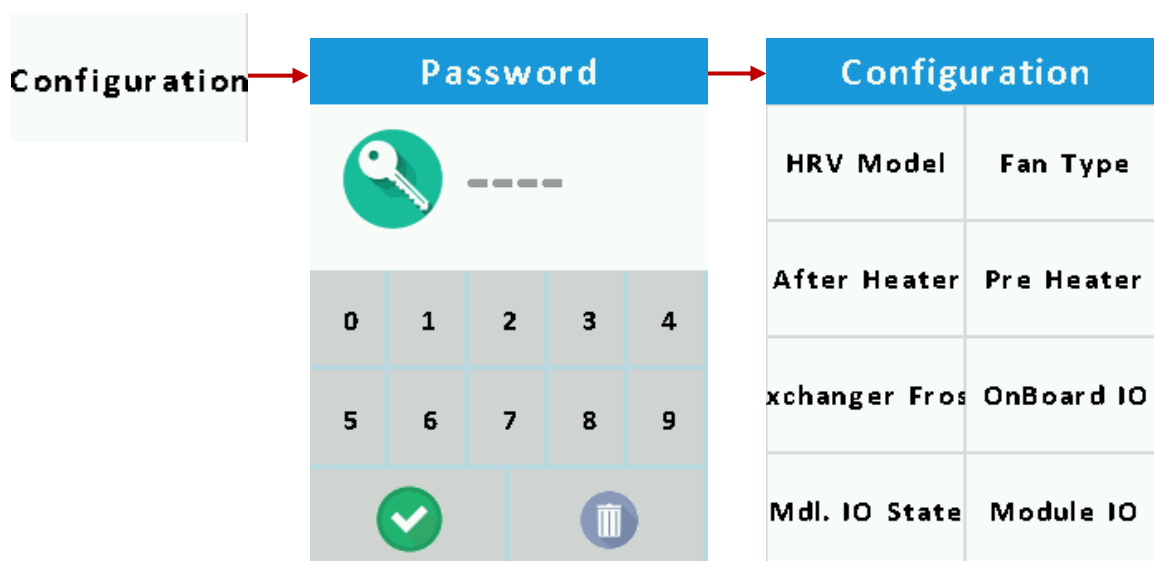 Configuration
Password
0 1 2 3 4
5 6 7 8 9
Configuration
HRV Model Fan Type
After Heater Pre Heater
xchanger Fros OnBoard IO
Mdl. IO State Module IO